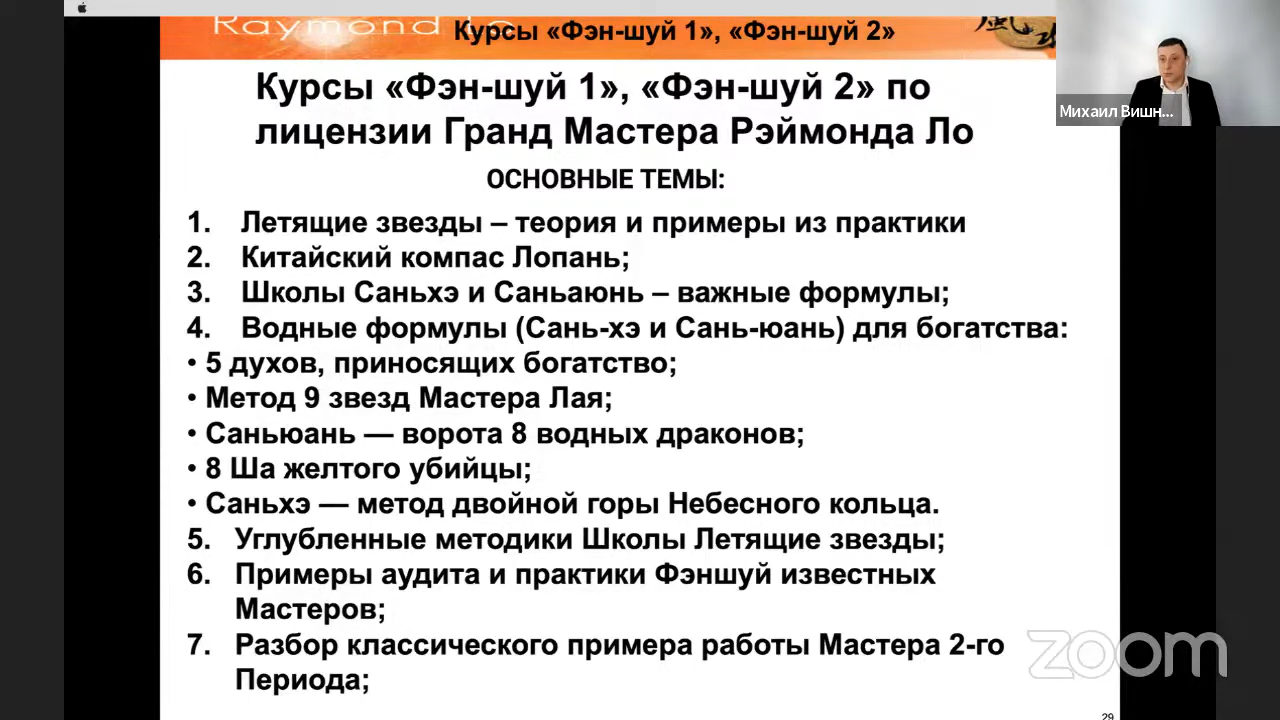 Raymond Lo
Курсы «Фэн-шуй 1», «Фэн-шуй 2»
Михаил Вишн...
Курсы «Фэн-шуй 1», «Фэн-шуй 2» по
лицензии Гранд Мастера Рэймонда Ло
ОСНОВНЫЕ ТЕМЫ:
1. Летящие звезды – теория и примеры из практики
2. Китайский компас Лопань;
3. Школы Саньхэ и Саньаюнь – важные формулы;
4. Водные формулы (Сань-хэ и Сань-юань) для богатства:
• 5 духов, приносящих богатство;
• Метод 9 звезд Мастера Лая;
• Саньюань — ворота 8 водных драконов;
• 8 Ша желтого убийцы;
• Саньхэ — метод двойной горы Небесного кольца.
5. Углубленные методики Школы Летящие звезды;
6. Примеры аудита и практики Фэншуй известных
Мастеров;
7. Разбор классического примера работы Мастера 2-го
Периода;
zoom
29